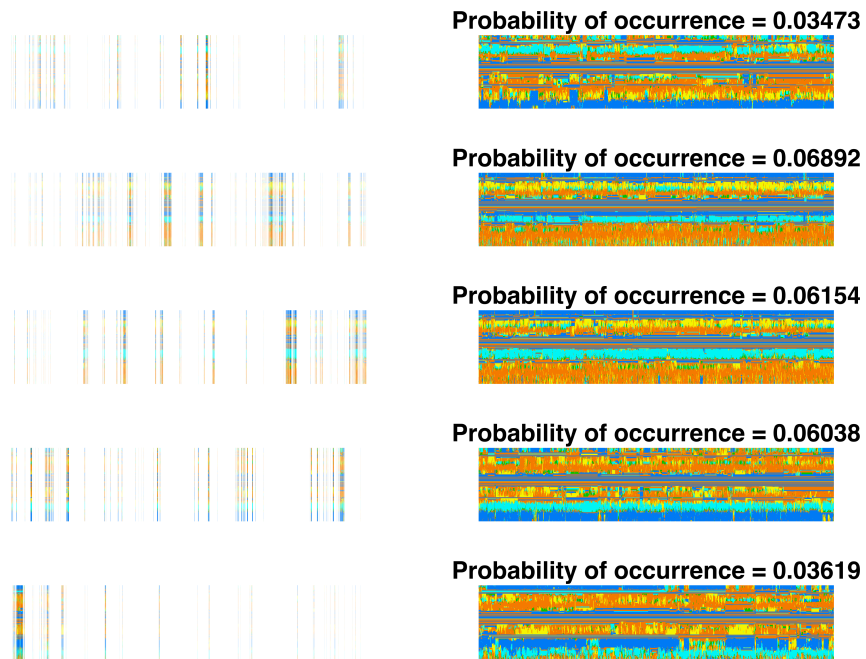 Probability of occurrence = 0.03473
Probability of occurrence = 0.06892
Probability of occurrence = 0.06154
Probability of occurrence = 0.06038
Probability of occurrence = 0.03619